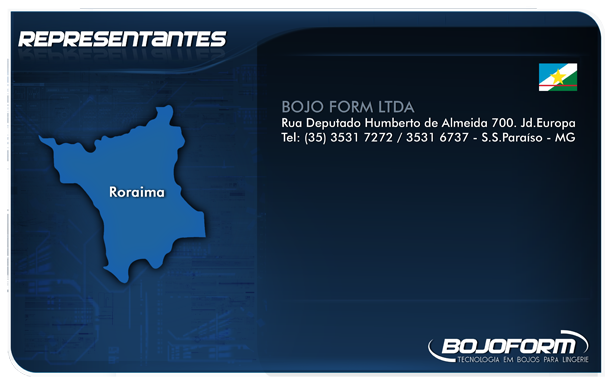 REPRESENTANTES
BOJO FORM LTDA
Rua Deputado Humberto de Almeida 700. Jd.Europa
Tel: (35) 3531 7272 / 3531 6737 - S.S.Paraíso - MG
Roraima
BOJOFORM
TECNOLOGIA EM BOJOS PARA LINGERIE